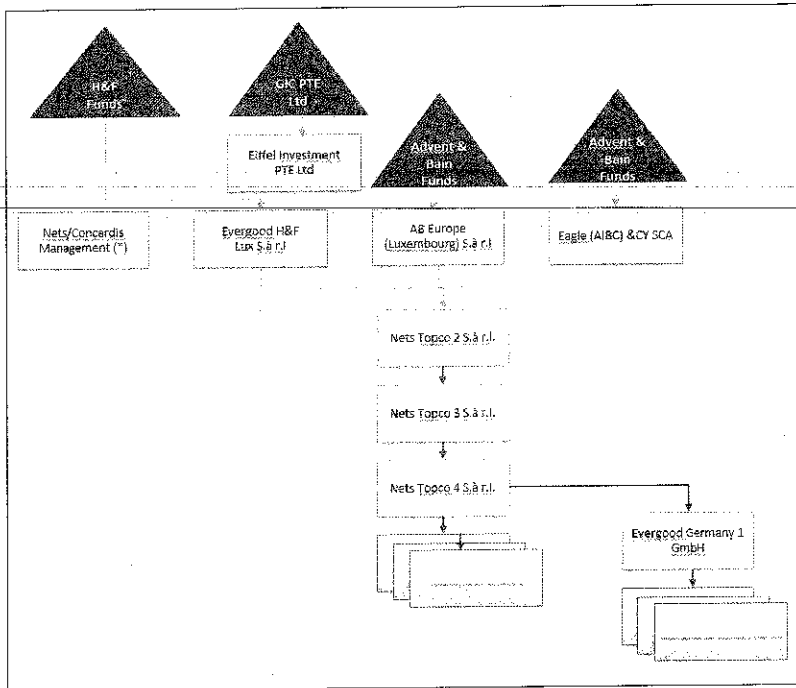 H&F
Funds
GIC PTE
Ltd
Eiffel Investment
PTE Ltd
Advent &
Bain
Funds
Advent &
Bain
Funds
Nets/Concardis
Management (*)
Evergood H&F
Lux S.à r.l
AB Europe
(Luxembourg) S.à r.l
Eagle (AIBC) &CY SCA
Nets Topco 2 S.à r.l.
Nets Topco 3 S.à r.l.
Nets Topco 4 S.à r.l.
Evergood Germany 1
GmbH